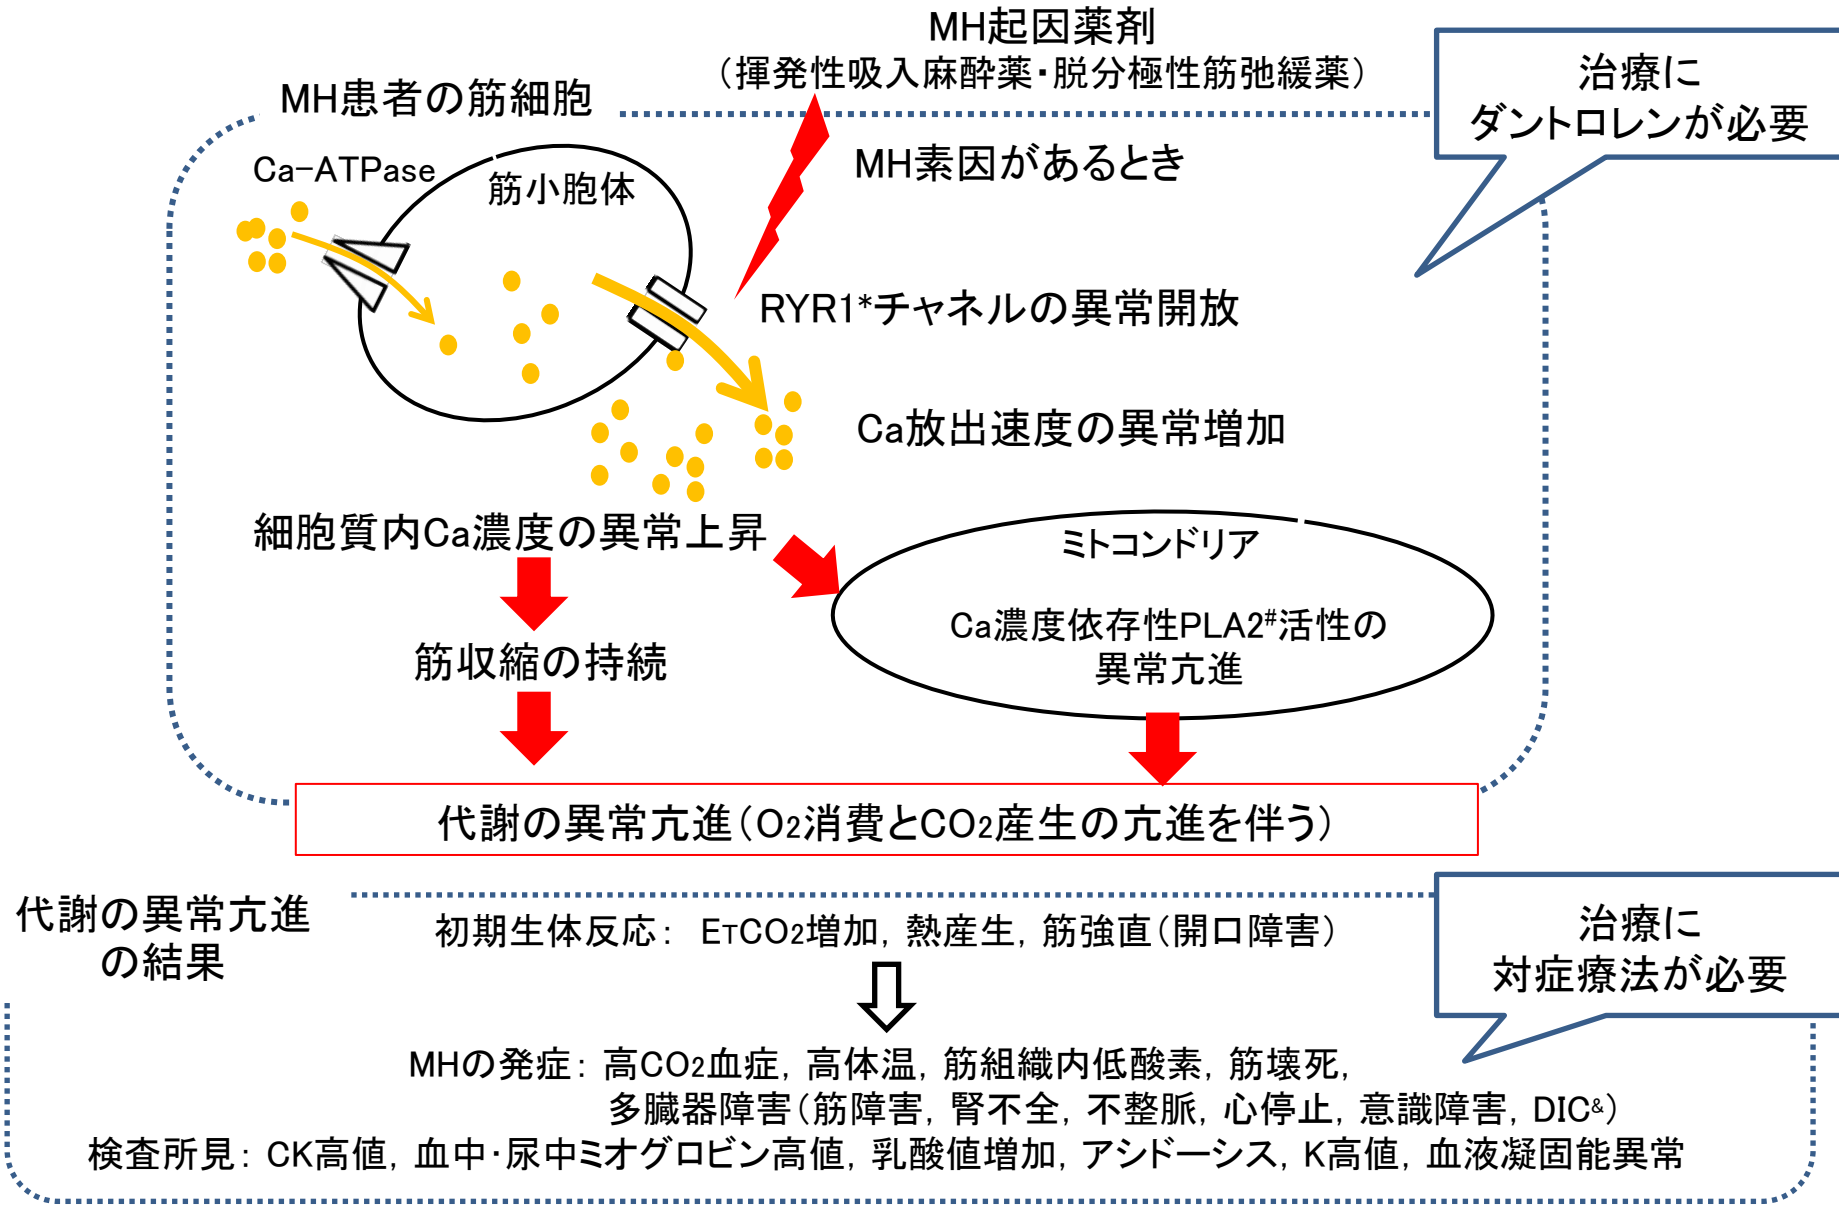 MH起因薬剤
（揮発性吸入麻酔薬・脱分極性筋弛緩薬）
治療に
ダントロレンが必要
MH患者の筋細胞
MH素因があるとき
Ca-ATPase
筋小胞体
RYR1*チャネルの異常開放
Ca放出速度の異常増加
細胞質内Ca濃度の異常上昇
ミトコンドリア
Ca濃度依存性PLA2#活性の
異常亢進
筋収縮の持続
代謝の異常亢進（O2消費とCO2産生の亢進を伴う）
代謝の異常亢進
の結果
治療に
対症療法が必要
初期生体反応： ETCO2増加，熱産生，筋強直（開口障害）
MHの発症：高CO2血症，高体温，筋組織内低酸素，筋壊死，
多臓器障害（筋障害，腎不全，不整脈，心停止，意識障害，DIC&）
検査所見：CK高値，血中・尿中ミオグロビン高値，乳酸値増加，アシドーシス，K高値，血液凝固能異常